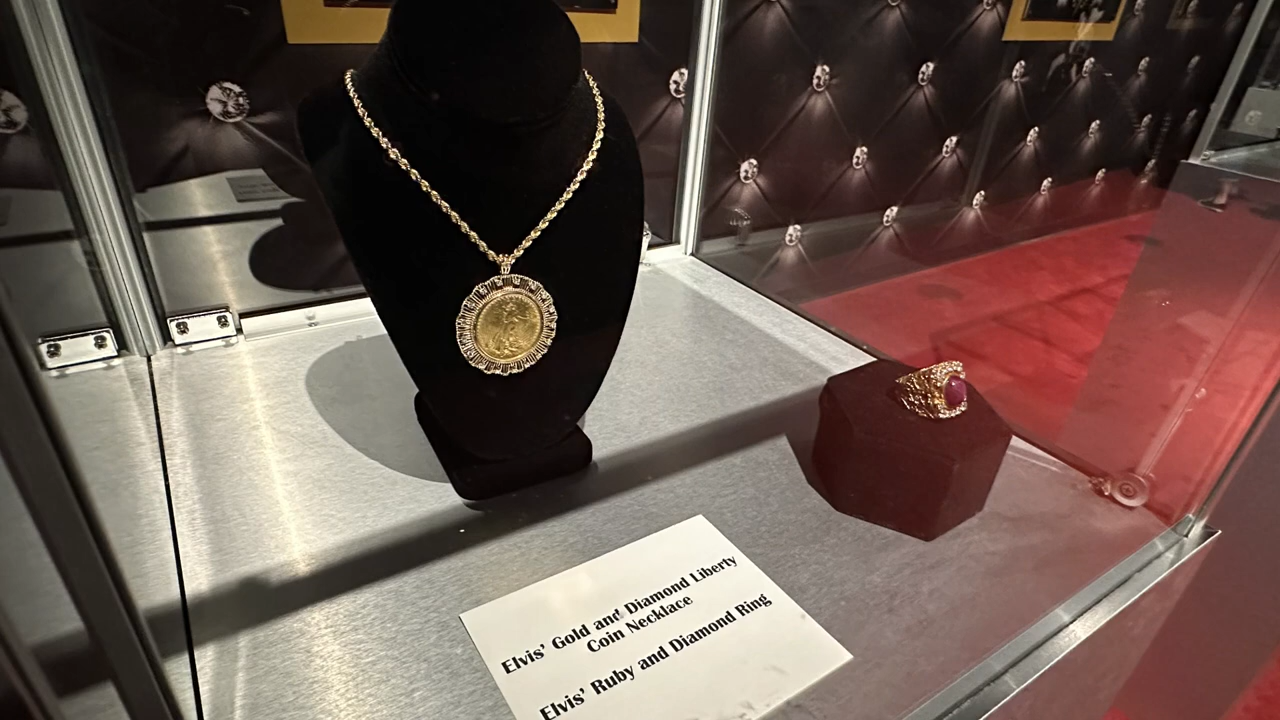 Elvis' Gold and Diamond Liberty
Coin Necklace
Elvis' Ruby and Diamond Ring